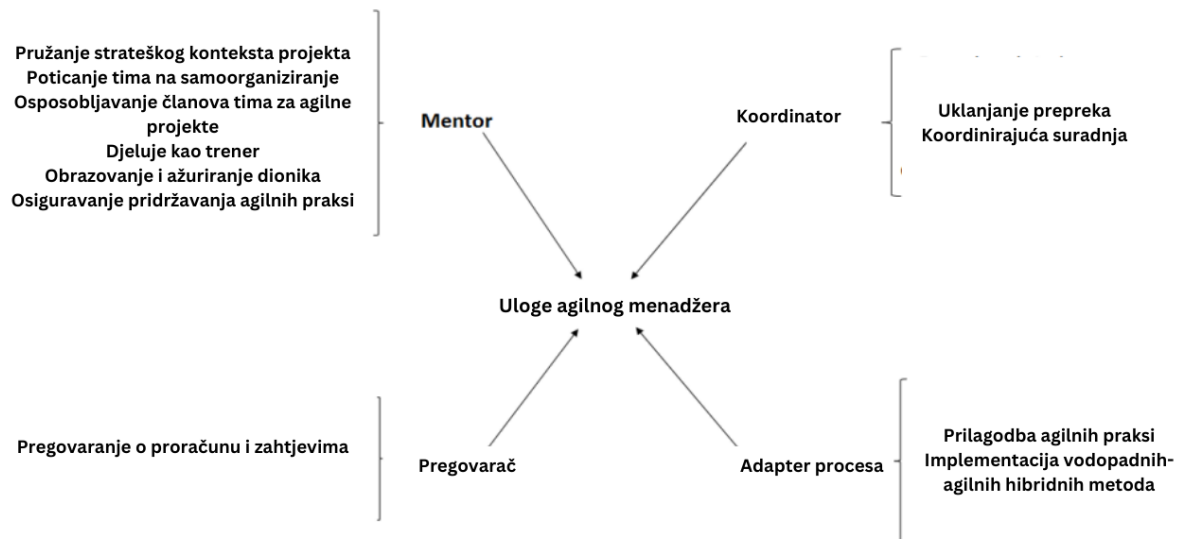 Pružanje strateškog konteksta projekta
Poticanje tima na samoorganiziranje
Osposobljavanje članova tima za agilne
projekte
Djeluje kao trener
Obrazovanje i ažuriranje dionika
Osiguravanje pridržavanja agilnih praksi
Mentor
Koordinator
Uklanjanje prepreka
Koordinirajuća suradnja
Uloge agilnog menadžera
Pregovaranje o proračunu i zahtjevima
Pregovarač
Adapter procesa
Prilagodba agilnih praksi
Implementacija vodopadnih-
agilnih hibridnih metoda